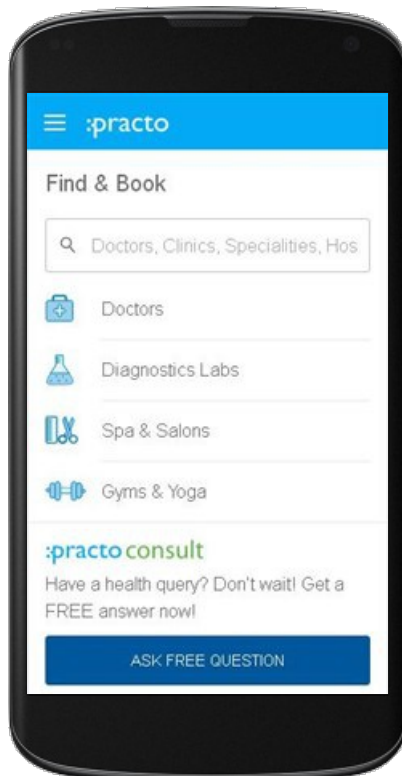 :practo
Find & Book
Doctors, Clinics, Specialities, Hos
Doctors
Diagnostics Labs
Spa & Salons
Gyms & Yoga
:practo consult
Have a health query? Don't wait! Get a
FREE answer now!
ASK FREE QUESTION